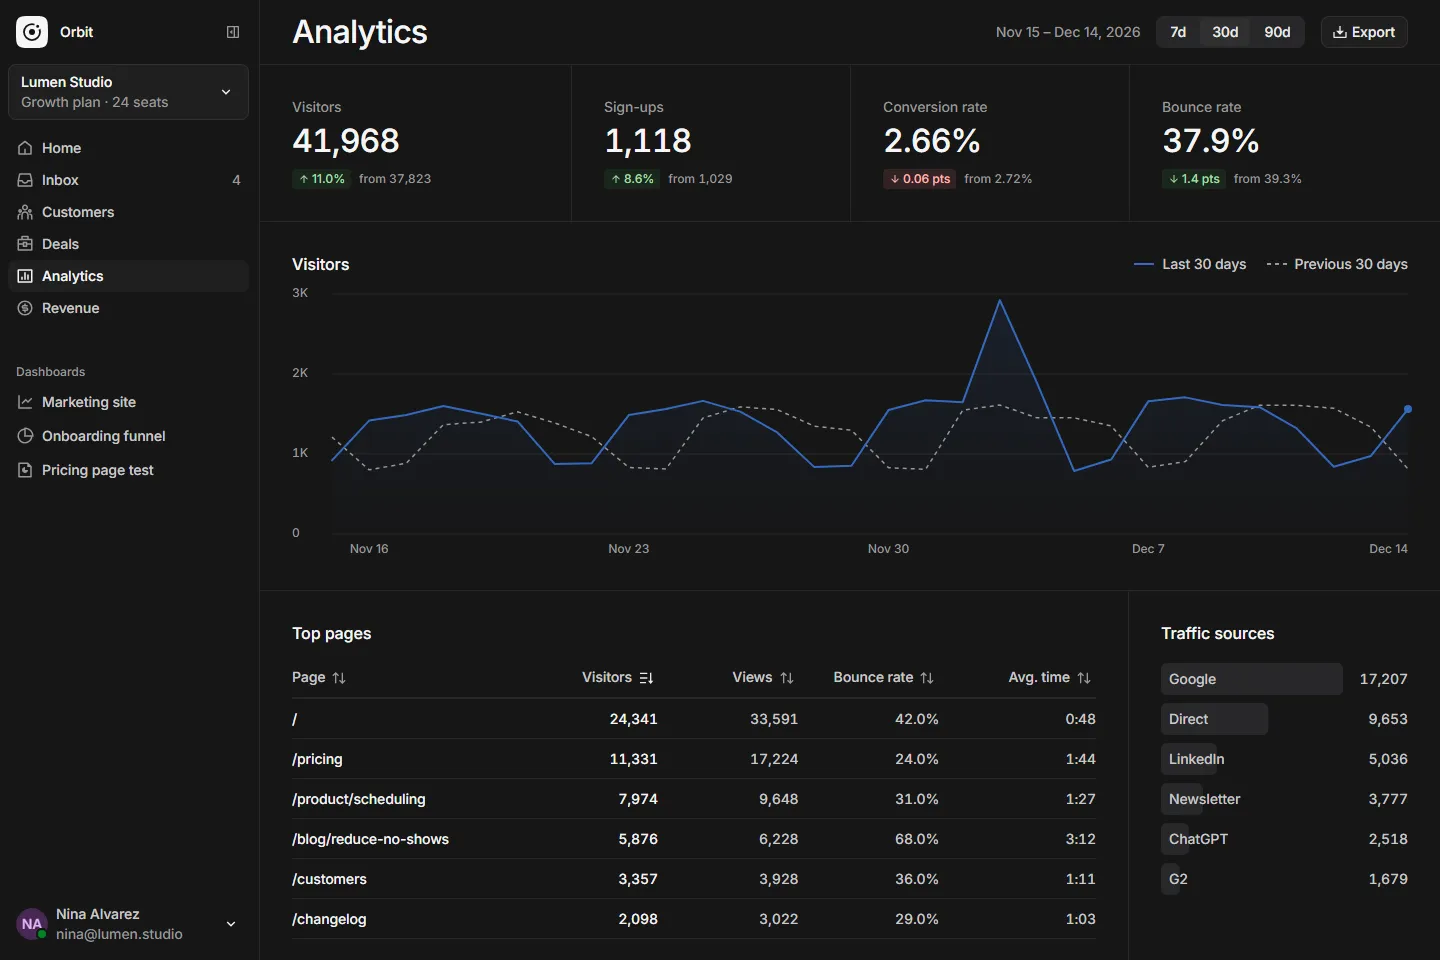 Orbit
Lumen Studio
Growth plan · 24 seats
Home
Inbox 4
Customers
Deals
Analytics
Revenue
Dashboards
Marketing site
Onboarding funnel
Pricing page test
NA
Nina Alvarez
nina@lumen.studio
Analytics
Nov 15 – Dec 14, 2026 7d 30d 90d Export
Visitors
41,968
↑ 11.0% from 37,823
Sign-ups
1,118
↑ 8.6% from 1,029
Conversion rate
2.66%
↓ 0.06 pts from 2.72%
Bounce rate
37.9%
↓ 1.4 pts from 39.3%
Visitors
Last 30 days Previous 30 days
3K
2K
1K
0
Nov 16 Nov 23 Nov 30 Dec 7 Dec 14
Top pages
Page Visitors Views Bounce rate Avg. time
/ 24,341 33,591 42.0% 0:48
/pricing 11,331 17,224 24.0% 1:44
/product/scheduling 7,974 9,648 31.0% 1:27
/blog/reduce-no-shows 5,876 6,228 68.0% 3:12
/customers 3,357 3,928 36.0% 1:11
/changelog 2,098 3,022 29.0% 1:03
Traffic sources
Google 17,207
Direct 9,653
LinkedIn 5,036
Newsletter 3,777
ChatGPT 2,518
G2 1,679